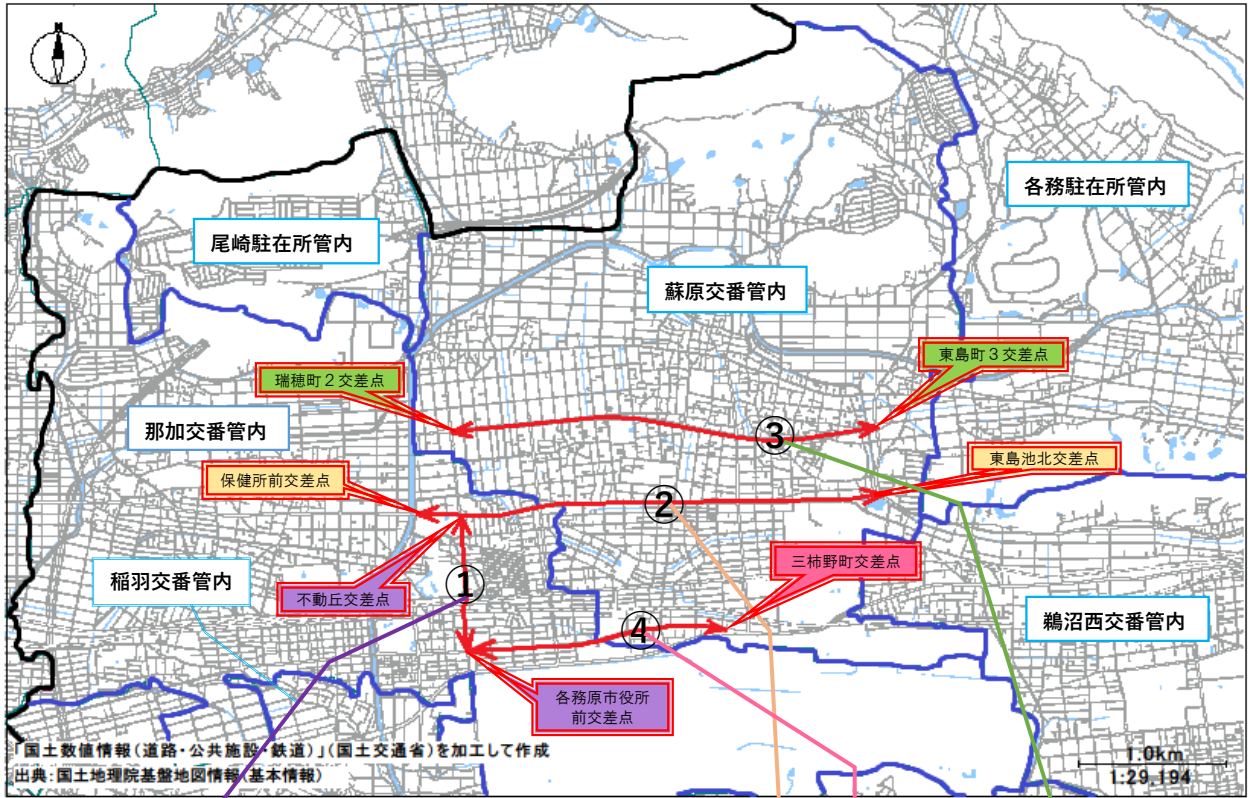 N
各務駐在所管内
尾崎駐在所管内
蘇原交番管内
東島町3交差点
瑞穂町2交差点
那加交番管内
③
東島池北交差点
保健所前交差点
②
三柿野町交差点
稲羽交番管内
①
不動丘交差点
鵜沼西交番管内
④
各務原市役所
前交差点
「国土数値情報(道路・公共施設・鉄道)」(国土交通省)を加工して作成
出典:国土地理院基盤地図情報(基本情報)
1.0km
1:29,194